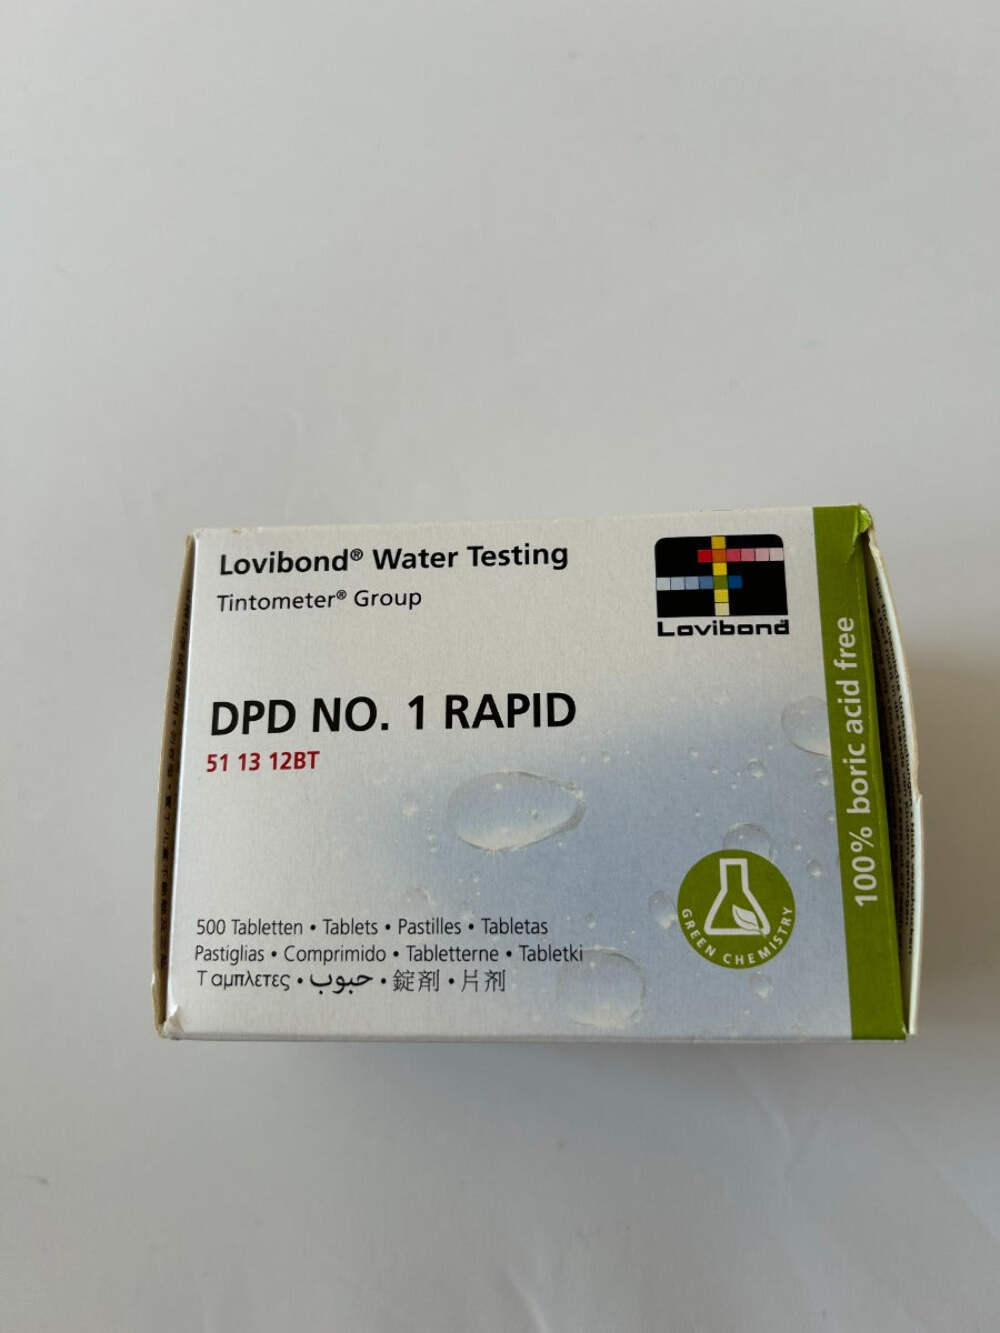 Lovibond® Water Testing
Tintometer® Group
Lovibond®
DPD NO. 1 RAPID
51 13 12BT
500 Tabletten • Tablets • Pastilles • Tabletas
Pastiglias • Comprimido • Tabletterne • Tabletki
Ταμπλετες • حبوب • 錠剤 • 片剂
GREEN CHEMISTRY
100% boric acid free